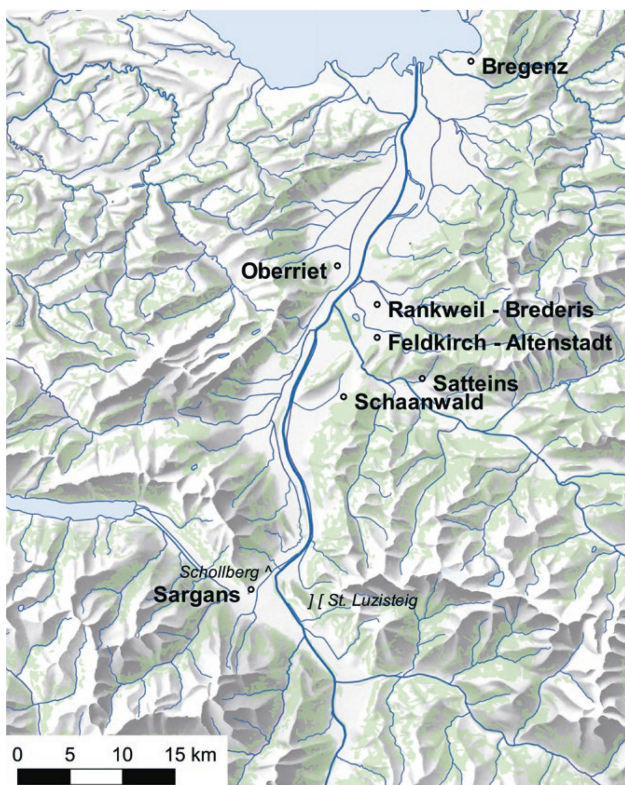 Bregenz
Oberriet
Rankweil - Brederis
Feldkirch - Altenstadt
Satteins
Schaanwald
Schollberg ^
Sargans
] [ St. Luzisteig
0 5 10 15 km